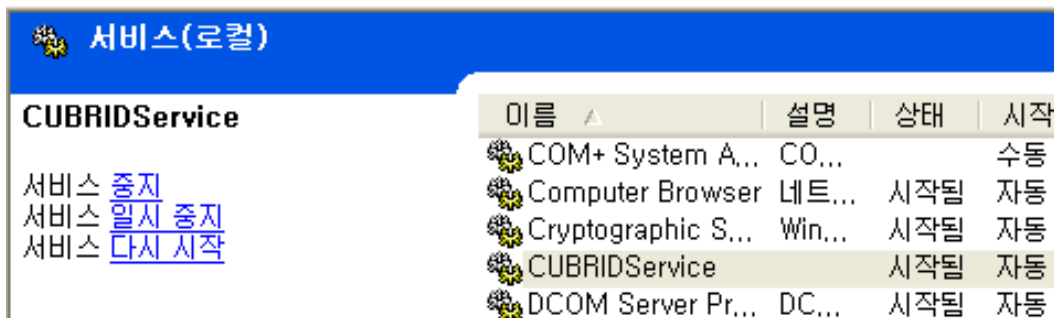 서비스(로컬)
CUBRIDService
서비스 중지
서비스 일시 중지
서비스 다시 시작
이름 설명 상태 시작
COM+ System A... CO... 수동
Computer Browser 네트... 시작됨 자동
Cryptographic S... Win... 시작됨 자동
CUBRIDService 시작됨 자동
DCOM Server Pr... DC... 시작됨 자동